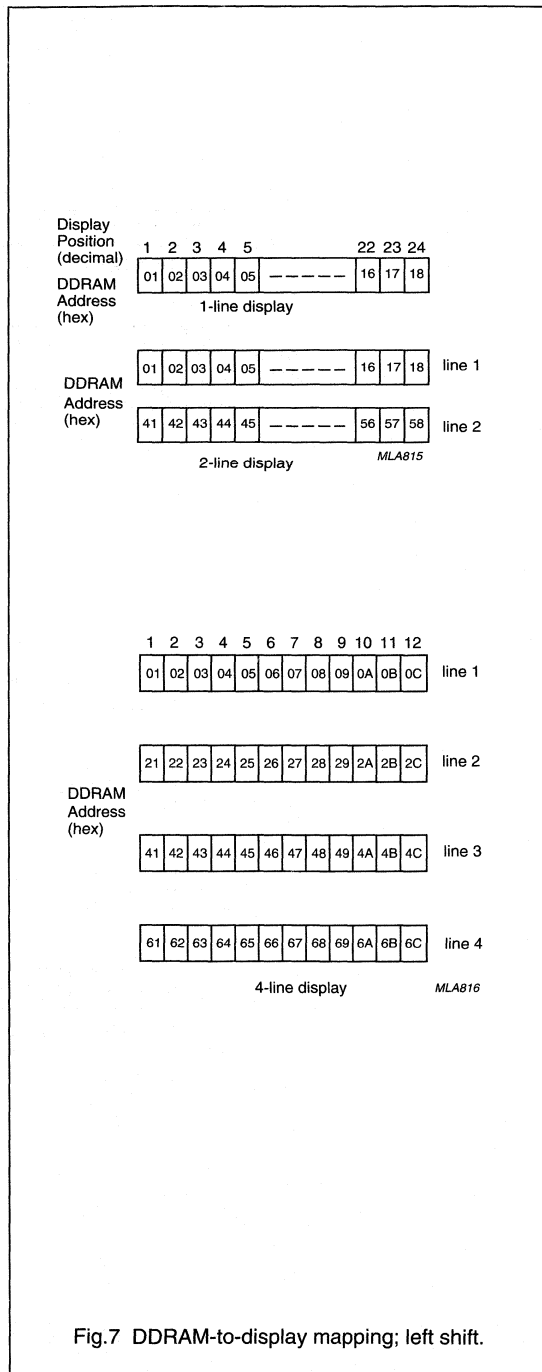 Display
Position
(decimal)
1 2 3 4 5 22 23 24
DDRAM
Address
(hex)
01 02 03 04 05 ----- 16 17 18
1-line display
DDRAM
Address
(hex)
01 02 03 04 05 ----- 16 17 18 line 1
41 42 43 44 45 ----- 56 57 58 line 2
2-line display MLA815
1 2 3 4 5 6 7 8 9 10 11 12
01 02 03 04 05 06 07 08 09 0A 0B 0C line 1
21 22 23 24 25 26 27 28 29 2A 2B 2C line 2
DDRAM
Address
(hex)
41 42 43 44 45 46 47 48 49 4A 4B 4C line 3
61 62 63 64 65 66 67 68 69 6A 6B 6C line 4
4-line display MLA816
Fig.7 DDRAM-to-display mapping; left shift.